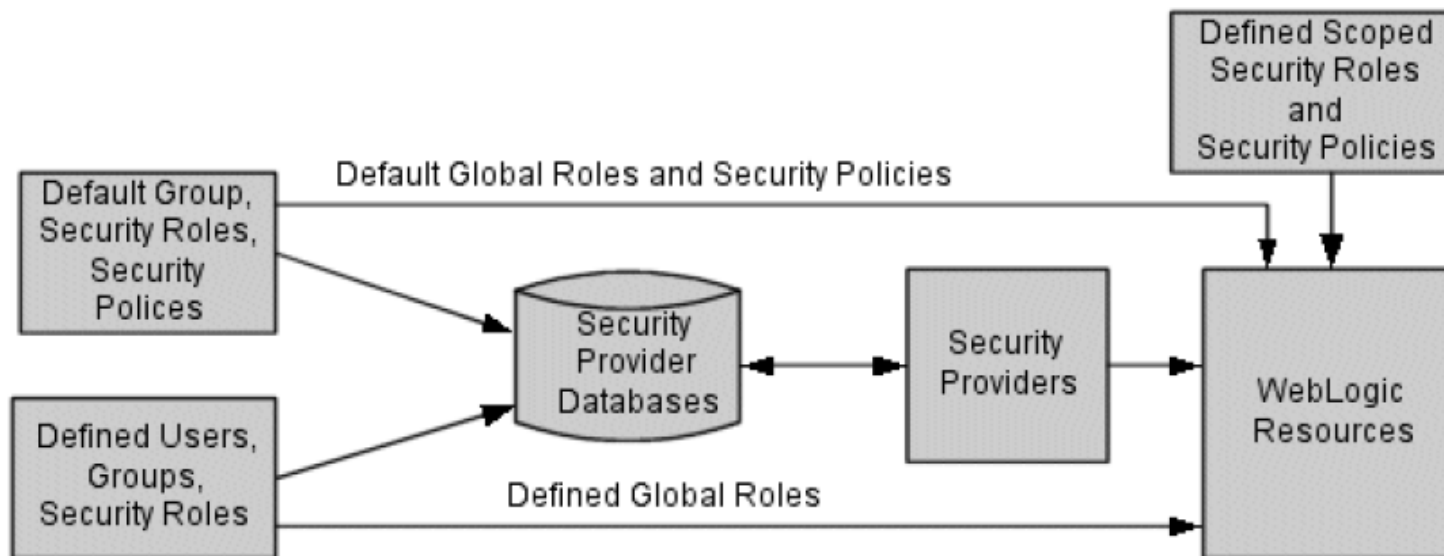 Defined Scoped
Security Roles
and
Security Policies
Default Global Roles and Security Policies
Default Group,
Security Roles,
Security
Polices
Security
Provider
Databases
Security
Providers
WebLogic
Resources
Defined Users,
Groups,
Security Roles
Defined Global Roles